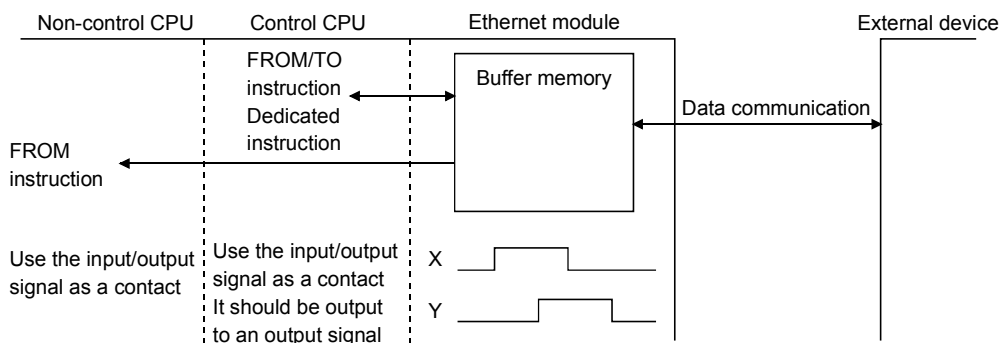 Non-control CPU
Control CPU
Ethernet module
External device
FROM/TO
instruction
Dedicated
instruction
Buffer memory
Data communication
FROM
instruction
Use the input/output
signal as a contact
Use the input/output
signal as a contact
It should be output
to an output signal
X
Y